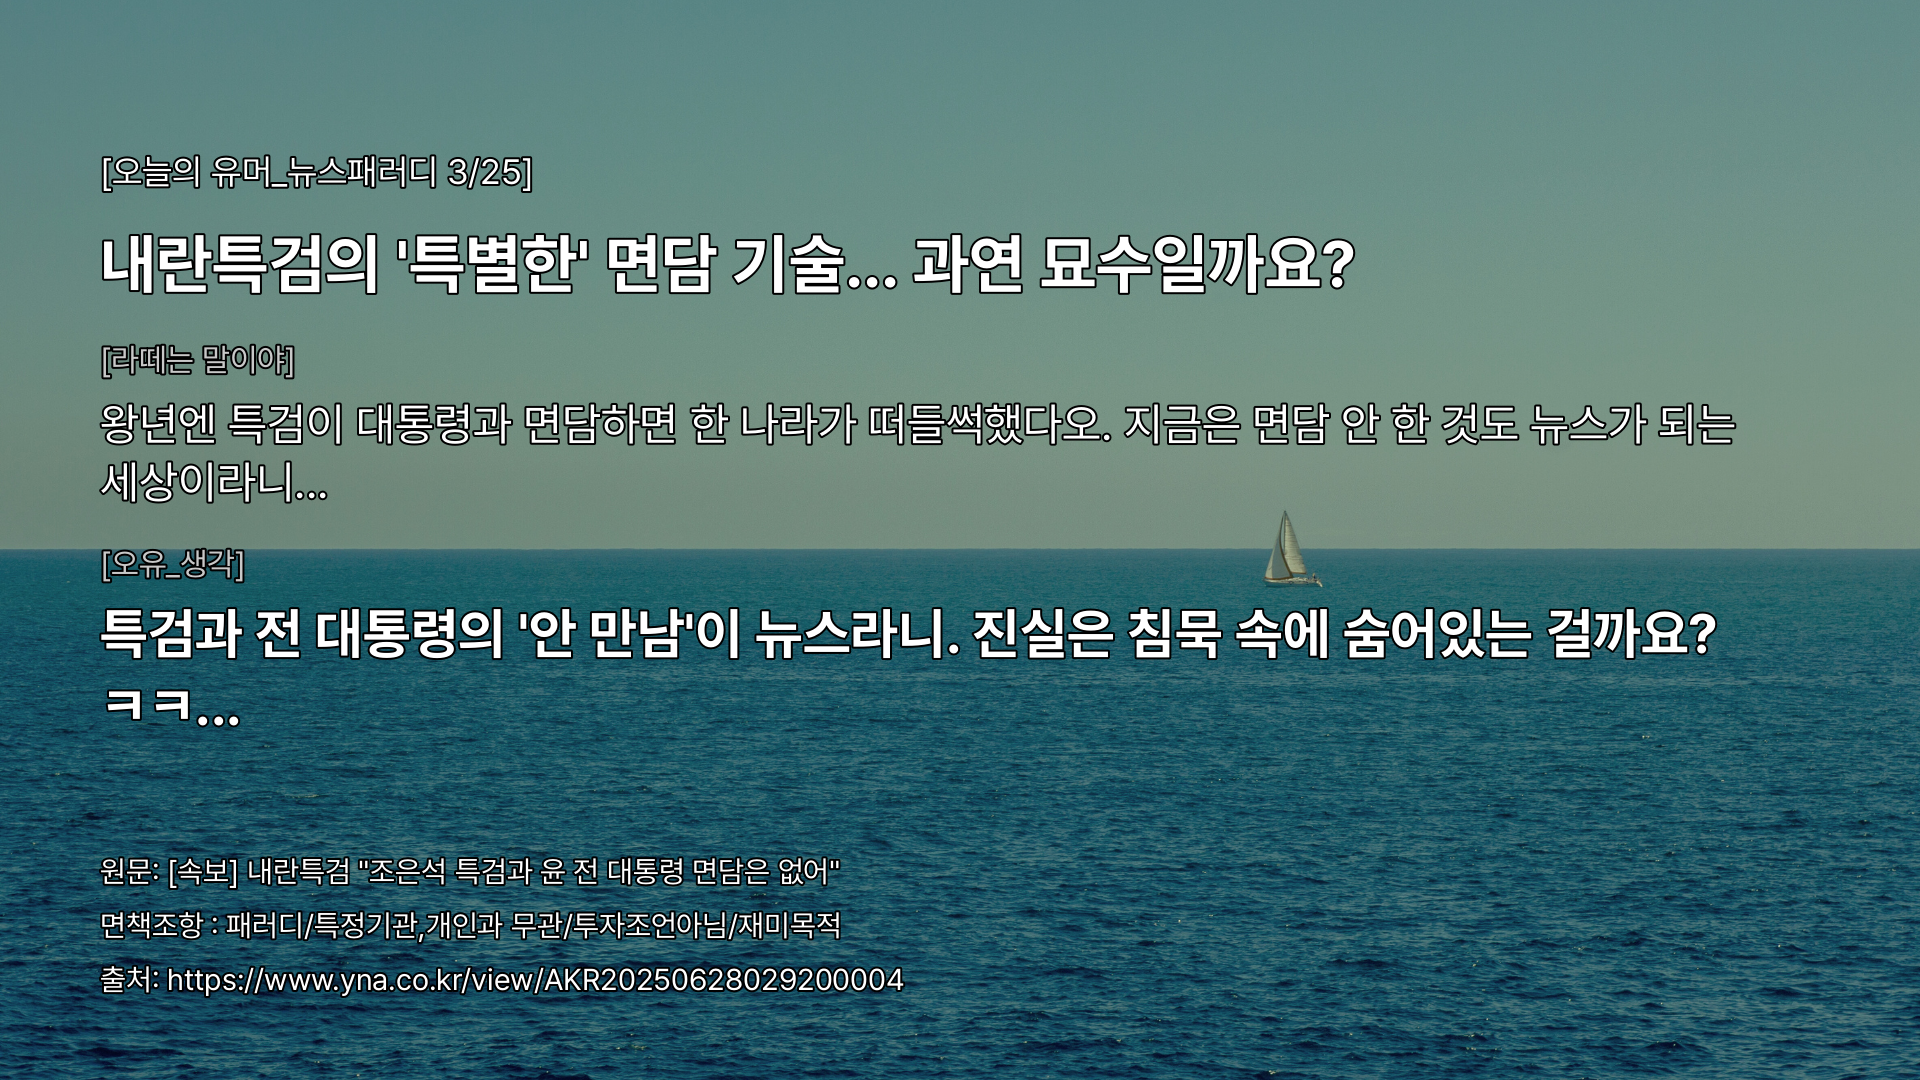 [오늘의 유머_뉴스패러디 3/25]
내란특검의 '특별한' 면담 기술... 과연 묘수일까요?
[라떼는 말이야]
왕년엔 특검이 대통령과 면담하면 한 나라가 떠들썩했다오. 지금은 면담 안 한 것도 뉴스가 되는
세상이라니...
[오유_생각]
특검과 전 대통령의 '안 만남'이 뉴스라니. 진실은 침묵 속에 숨어있는 걸까요?
ㅋㅋ...
원문: [속보] 내란특검 "조은석 특검과 윤 전 대통령 면담은 없어"
면책조항 : 패러디/특정기관,개인과 무관/투자조언아님/재미목적
출처: https://www.yna.co.kr/view/AKR20250628029200004